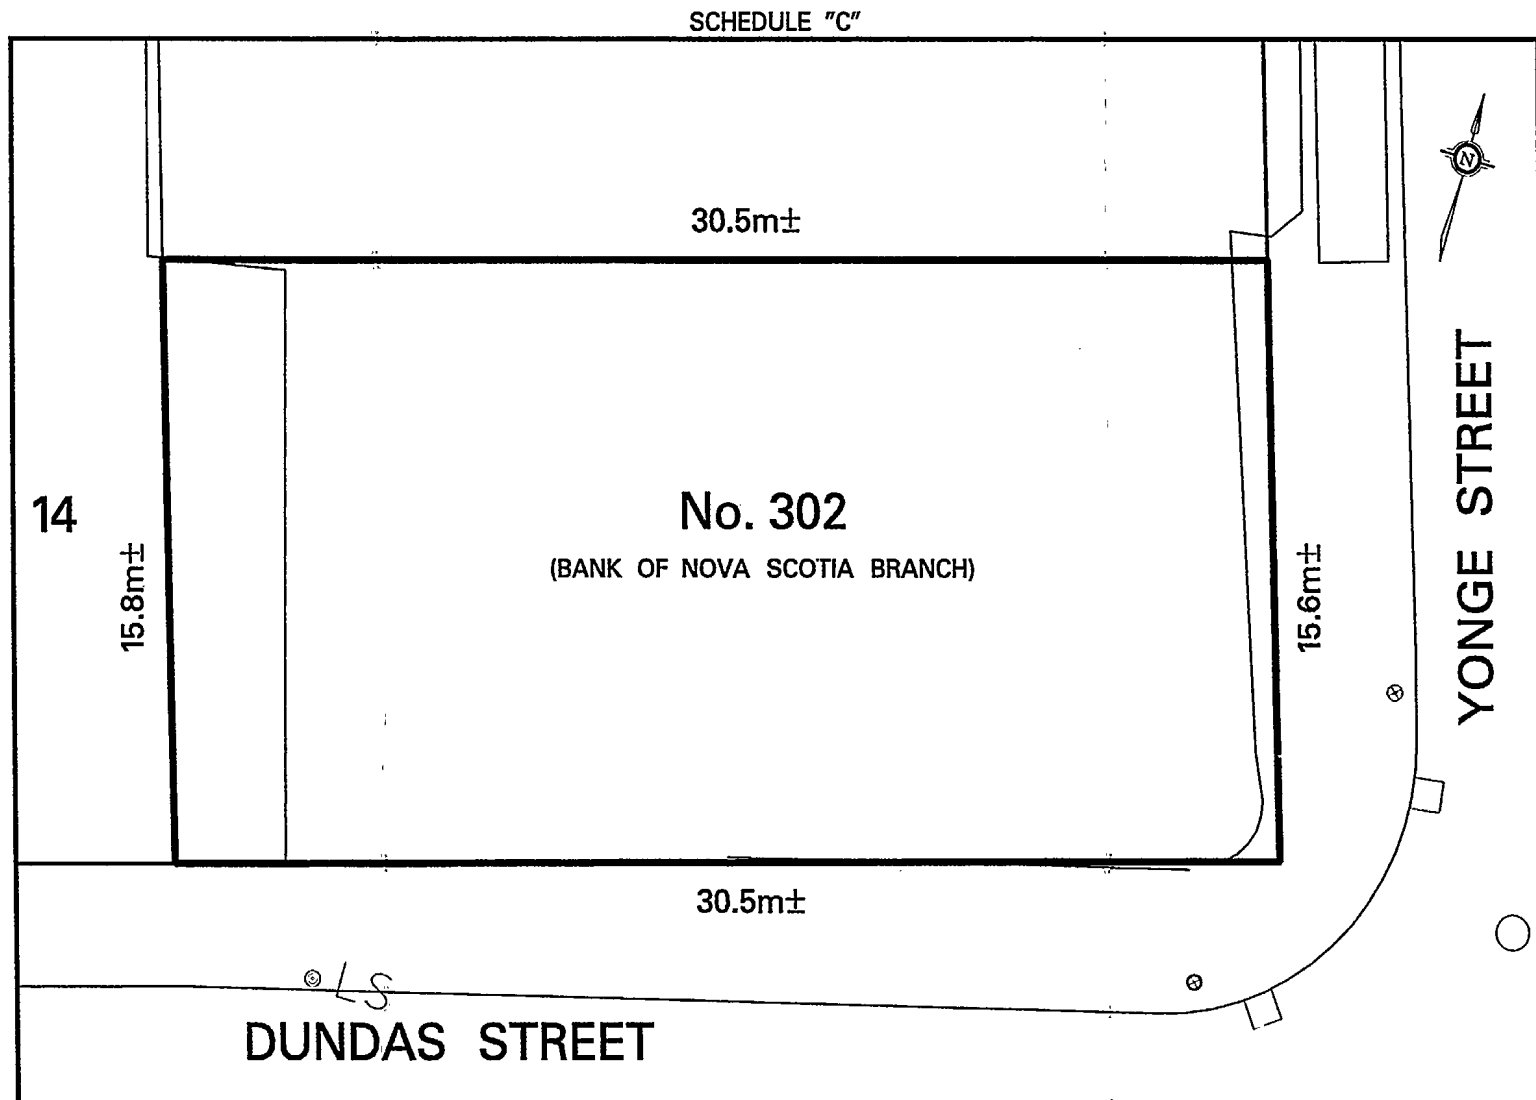 SCHEDULE "C"
N
30.5m±
YONGE STREET
14
No. 302
(BANK OF NOVA SCOTIA BRANCH)
15.8m±
15.6m±
30.5m±
LS
DUNDAS STREET